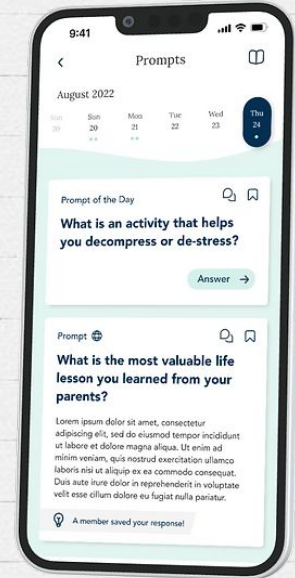 9:41
Prompts
August 2022
Sun Sun Mon Tue Wed Thu
20 20 21 22 23 24
Prompt of the Day
What is an activity that helps
you decompress or de-stress?
Answer →
Prompt
What is the most valuable life
lesson you learned from your
parents?
Lorem ipsum dolor sit amet, consectetur
adipiscing elit, sed do eiusmod tempor incididunt
ut labore et dolore magna aliqua. Ut enim ad
minim veniam, quis nostrud exercitation ullamco
laboris nisi ut aliquip ex ea commodo consequat.
Duis aute irure dolor in reprehenderit in voluptate
velit esse cillum dolore eu fugiat nulla pariatur.
A member saved your response!